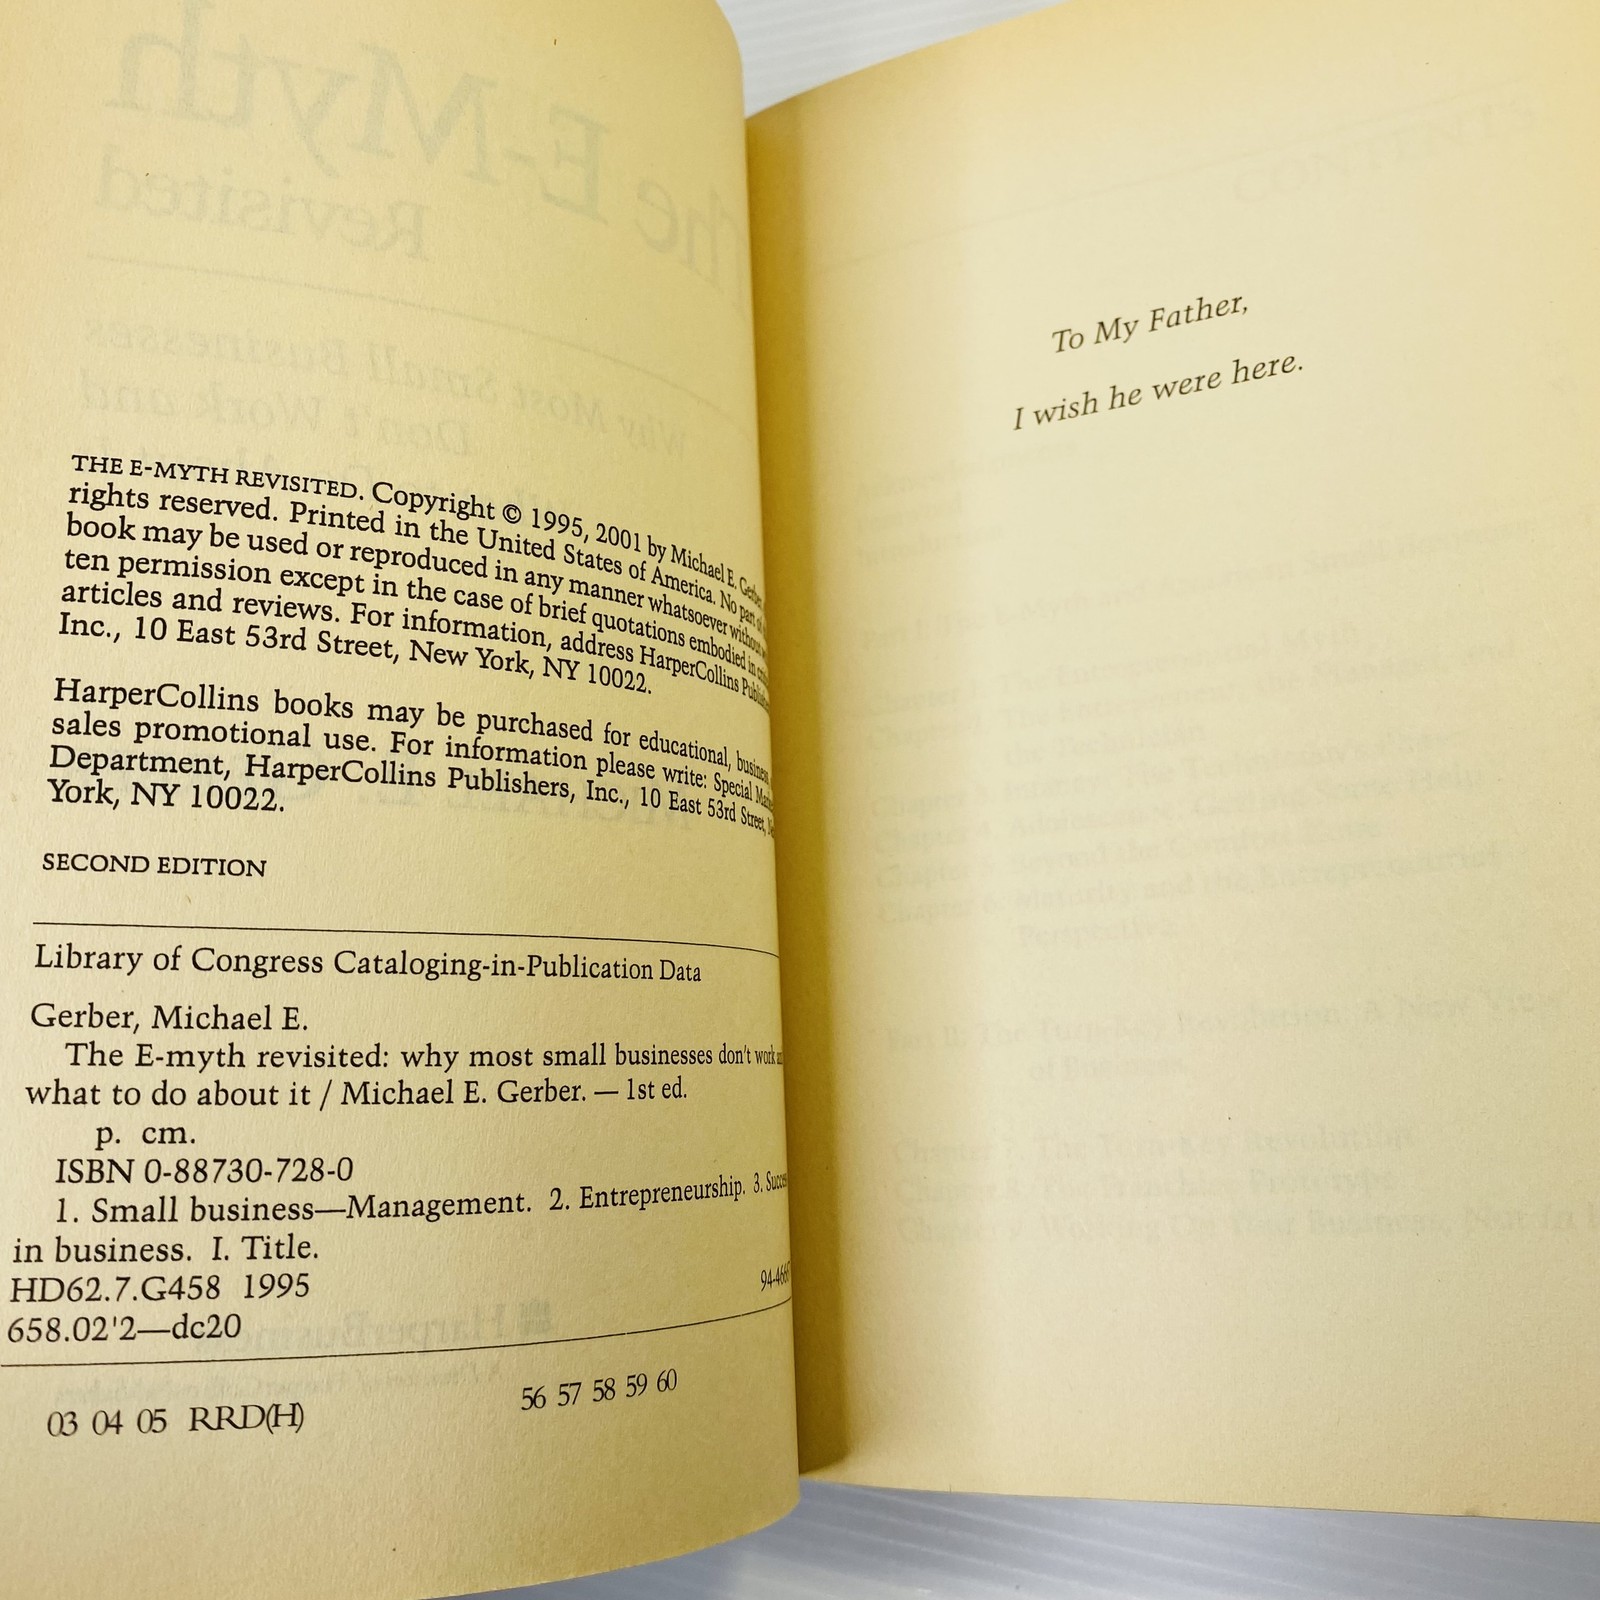 THE E-MYTH REVISITED. Copyright © 1995, 2001 by Michael E. Gerber.
rights reserved. Printed in the United States of America. No part of
book may be used or reproduced in any manner whatsoever without
ten permission except in the case of brief quotations embodied in
articles and reviews. For information, address HarperCollins
Inc., 10 East 53rd Street, New York, NY 10022.
HarperCollins books may be purchased for educational, business,
sales promotional use. For information please write: Special
Department, HarperCollins Publishers, Inc., 10 East 53rd Street,
York, NY 10022.
SECOND EDITION
Library of Congress Cataloging-in-Publication Data
Gerber, Michael E.
The E-myth revisited: why most small businesses don't work
what to do about it / Michael E. Gerber. — 1st ed.
p. cm.
ISBN 0-88730-728-0
1. Small business—Management. 2. Entrepreneurship. 3.
in business. I. Title.
HD62.7.G458 1995
658.02'2—dc20
03 04 05 RRD(H) 56 57 58 59 60
To My Father,
I wish he were here.